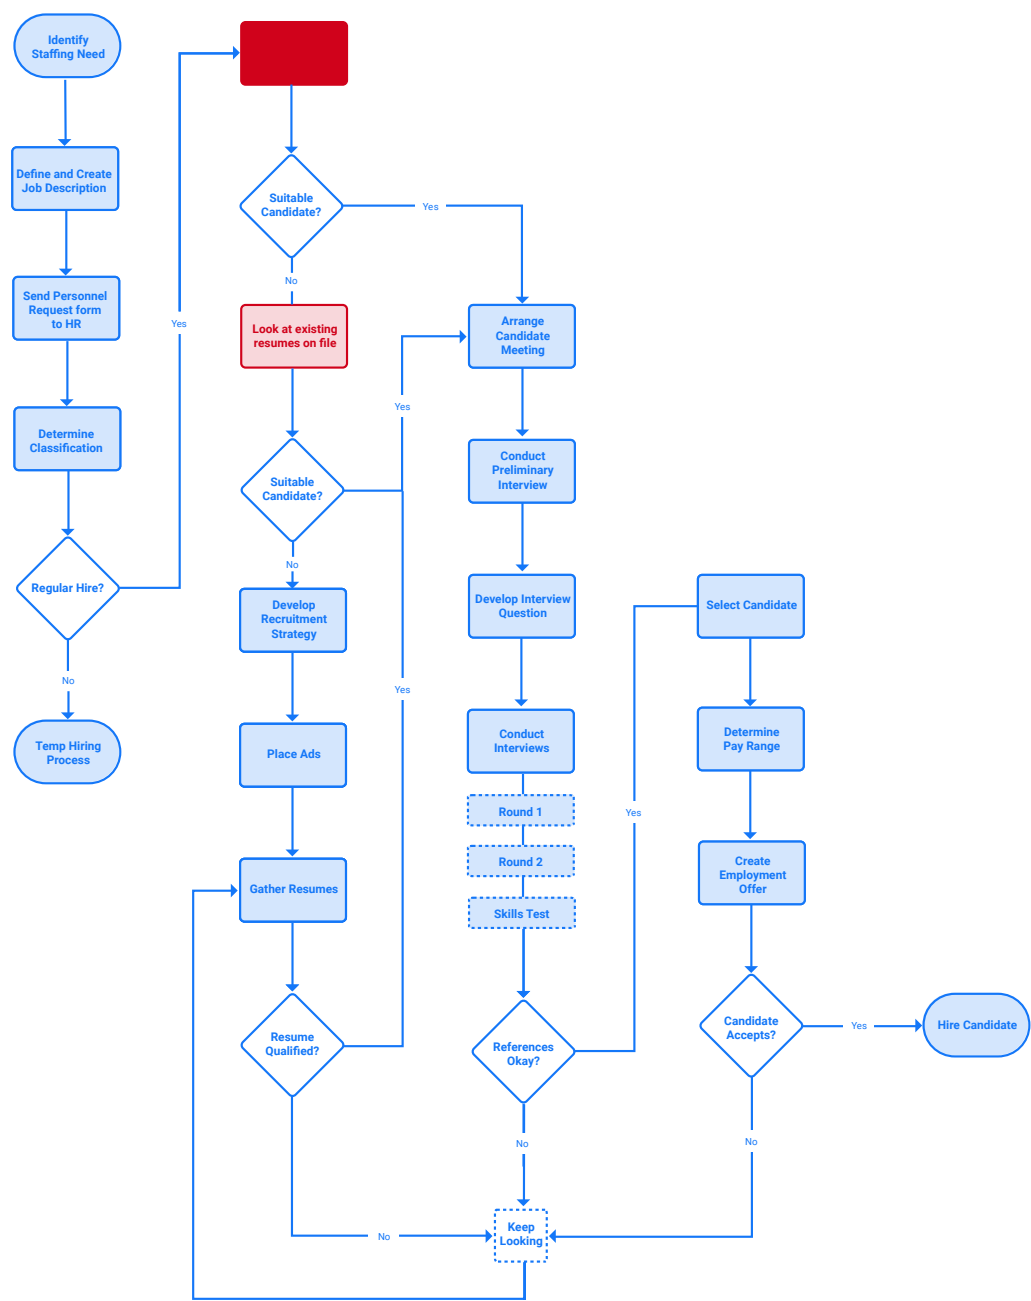 Identify
Staffing Need
Define and Create
Job Description
Send Personnel
Request form
to HR
Determine
Classification
Regular Hire?
No
Temp Hiring
Process
Yes
Suitable
Candidate?
Yes
No
Look at existing
resumes on file
Suitable
Candidate?
Yes
No
Develop
Recruitment
Strategy
Place Ads
Gather Resumes
Resume
Qualified?
Yes
No
Arrange
Candidate
Meeting
Conduct
Preliminary
Interview
Develop Interview
Question
Conduct
Interviews
Round 1
Round 2
Skills Test
References
Okay?
No
Yes
Keep
Looking
Select Candidate
Determine
Pay Range
Create
Employment
Offer
Candidate
Accepts?
Yes
No
Hire Candidate